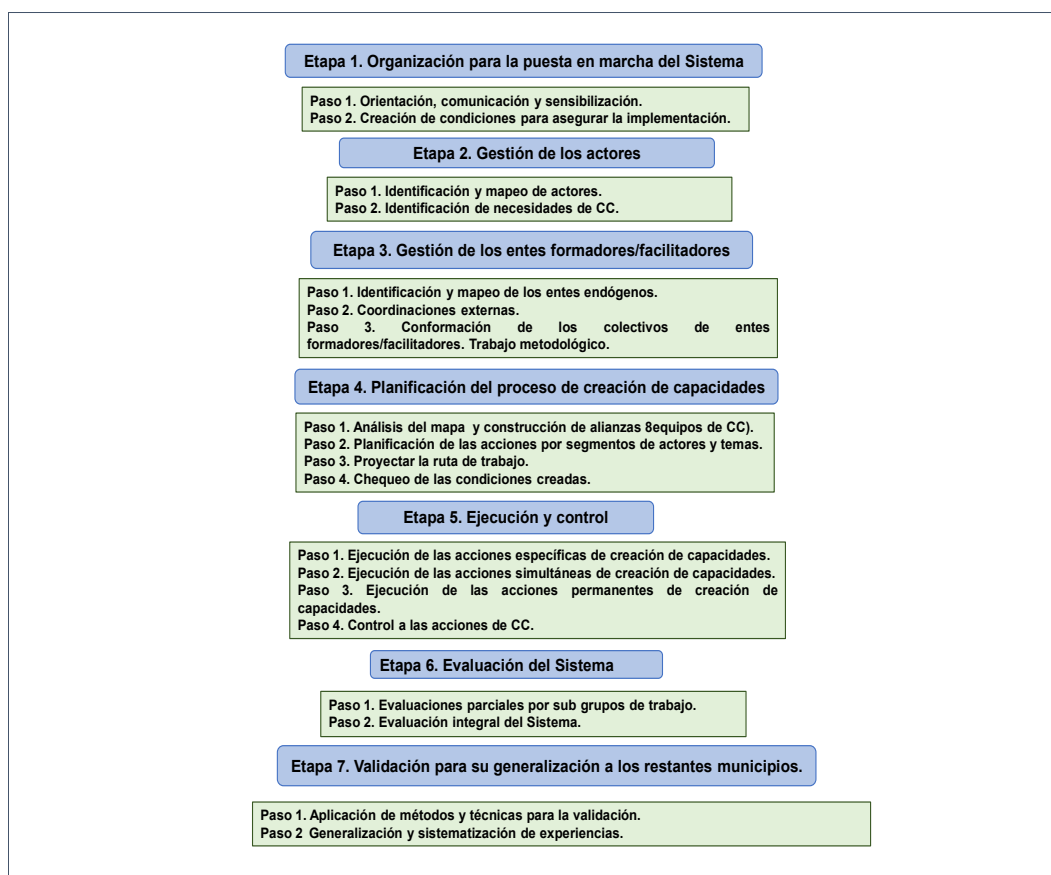 Etapa 1. Organización para la puesta en marcha del Sistema
Paso 1. Orientación, comunicación y sensibilización.
Paso 2. Creación de condiciones para asegurar la implementación.
Etapa 2. Gestión de los actores
Paso 1. Identificación y mapeo de actores.
Paso 2. Identificación de necesidades de CC.
Etapa 3. Gestión de los entes formadores/facilitadores
Paso 1. Identificación y mapeo de los entes endógenos.
Paso 2. Coordinaciones externas.
Paso 3. Conformación de los colectivos de entes
formadores/facilitadores. Trabajo metodológico.
Etapa 4. Planificación del proceso de creación de capacidades
Paso 1. Análisis del mapa y construcción de alianzas 8equipos de CC).
Paso 2. Planificación de las acciones por segmentos de actores y temas.
Paso 3. Proyectar la ruta de trabajo.
Paso 4. Chequeo de las condiciones creadas.
Etapa 5. Ejecución y control
Paso 1. Ejecución de las acciones específicas de creación de capacidades.
Paso 2. Ejecución de las acciones simultáneas de creación de capacidades.
Paso 3. Ejecución de las acciones permanentes de creación de
capacidades.
Paso 4. Control a las acciones de CC.
Etapa 6. Evaluación del Sistema
Paso 1. Evaluaciones parciales por sub grupos de trabajo.
Paso 2. Evaluación integral del Sistema.
Etapa 7. Validación para su generalización a los restantes municipios.
Paso 1. Aplicación de métodos y técnicas para la validación.
Paso 2 Generalización y sistematización de experiencias.